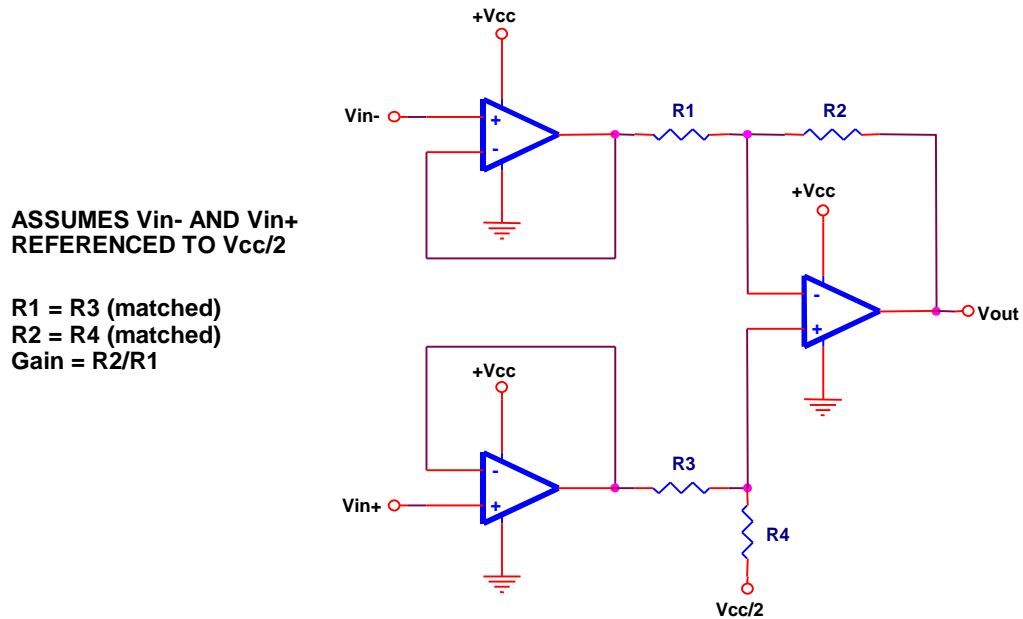 +Vcc
Vin-
+
-
R1
R2
+Vcc
-
+
Vout
ASSUMES Vin- AND Vin+
REFERENCED TO Vcc/2
R1 = R3 (matched)
R2 = R4 (matched)
Gain = R2/R1
+Vcc
-
+
Vin+
R3
R4
Vcc/2